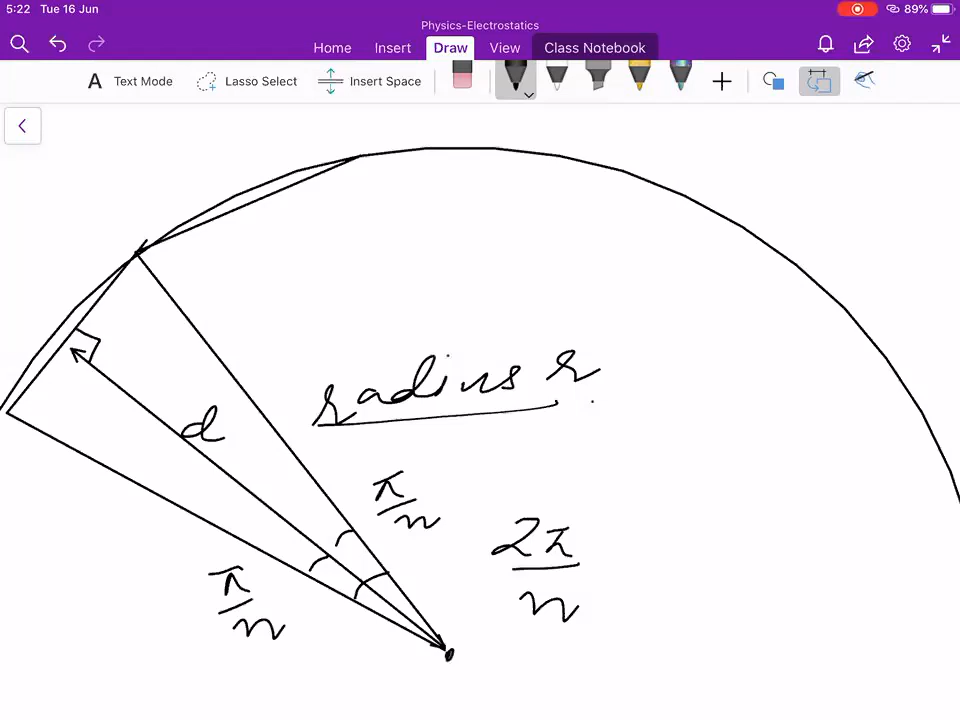 5:22 Tue 16 Jun 89%
Physics-Electrostatics
Home Insert Draw View Class Notebook
A Text Mode Lasso Select Insert Space
radius r
d
π/n
2π/n
π/n